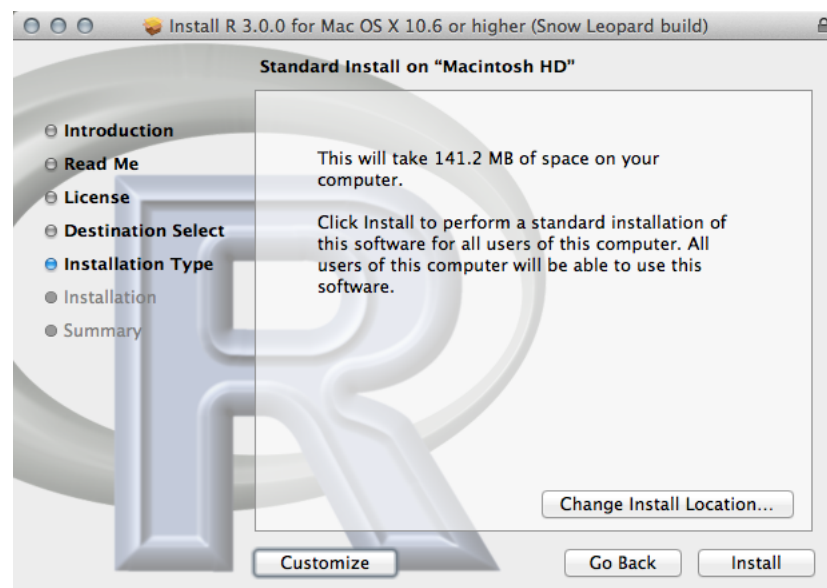 Install R 3.0.0 for Mac OS X 10.6 or higher (Snow Leopard build)
Standard Install on “Macintosh HD”
Introduction
Read Me
License
Destination Select
Installation Type
Installation
Summary
This will take 141.2 MB of space on your
computer.
Click Install to perform a standard installation of
this software for all users of this computer. All
users of this computer will be able to use this
software.
Change Install Location...
Customize
Go Back
Install
R